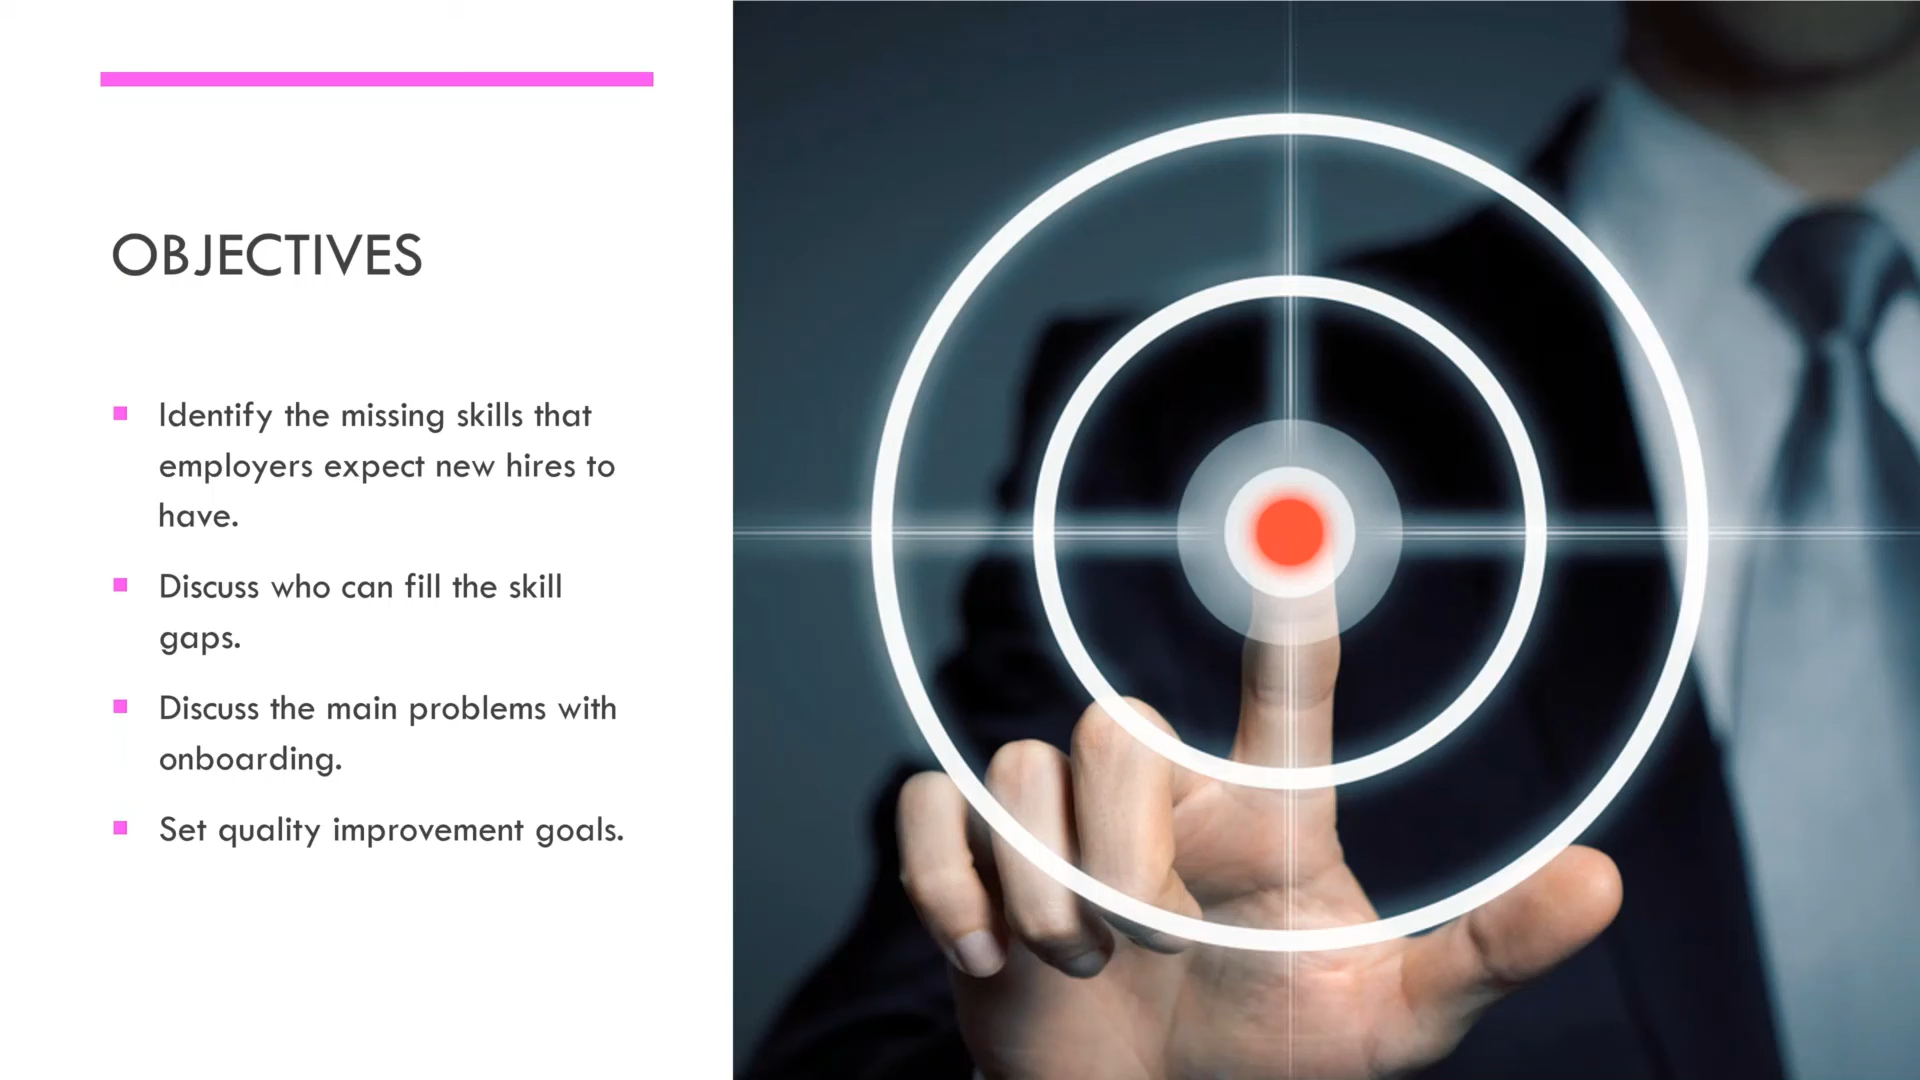 OBJECTIVES
Identify the missing skills that
employers expect new hires to
have.
Discuss who can fill the skill
gaps.
Discuss the main problems with
onboarding.
Set quality improvement goals.